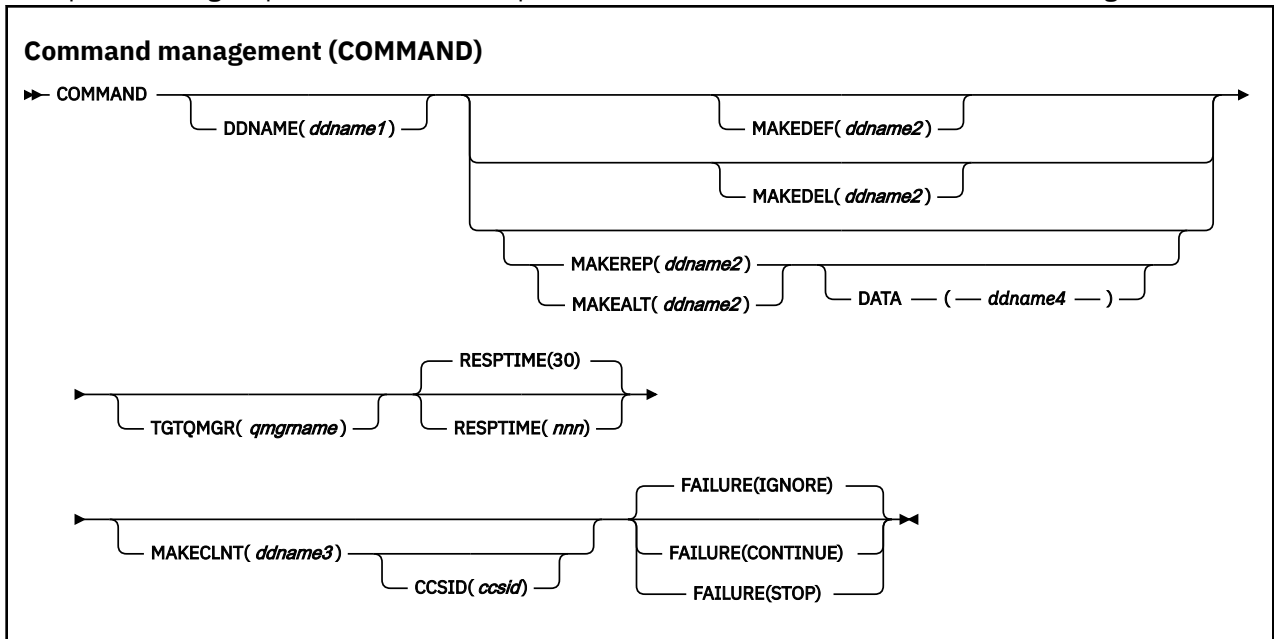 Command management (COMMAND)
COMMAND
DDNAME( ddname1 )
MAKEDEF( ddname2 )
MAKEDEL( ddname2 )
MAKEREP( ddname2 )
MAKEALT( ddname2 )
DATA ( ddname4 )
TGTQMGR( qmgrname )
RESPTIME(30)
RESPTIME( nnn)
MAKECLNT( ddname3 )
CCSID( ccsid)
FAILURE(IGNORE)
FAILURE(CONTINUE)
FAILURE(STOP)